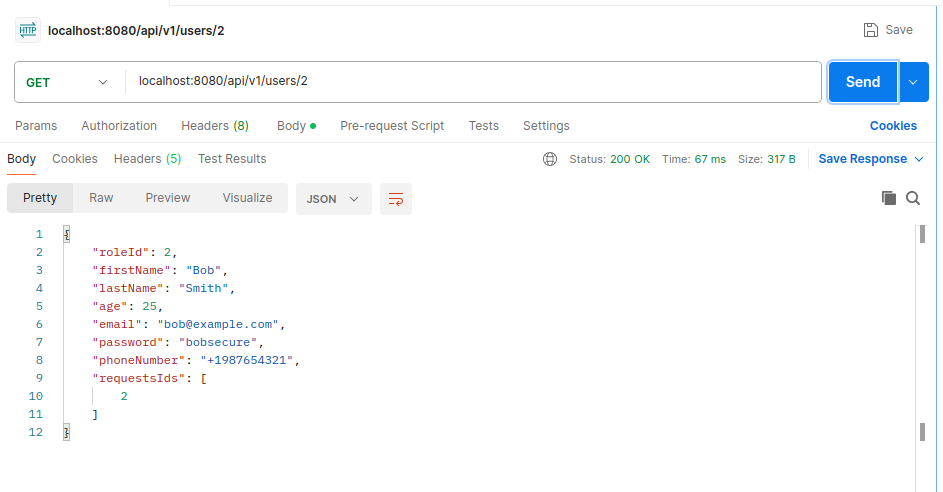 HTTP localhost:8080/api/v1/users/2 Save
GET localhost:8080/api/v1/users/2 Send
Params Authorization Headers (8) Body Pre-request Script Tests Settings Cookies
Body Cookies Headers (5) Test Results Status: 200 OK Time: 67 ms Size: 317 B Save Response
Pretty Raw Preview Visualize JSON
1 {
2 "roleId": 2,
3 "firstName": "Bob",
4 "lastName": "Smith",
5 "age": 25,
6 "email": "bob@example.com",
7 "password": "bobsecure",
8 "phoneNumber": "+1987654321",
9 "requestsIds": [
10 2
11 ]
12 }